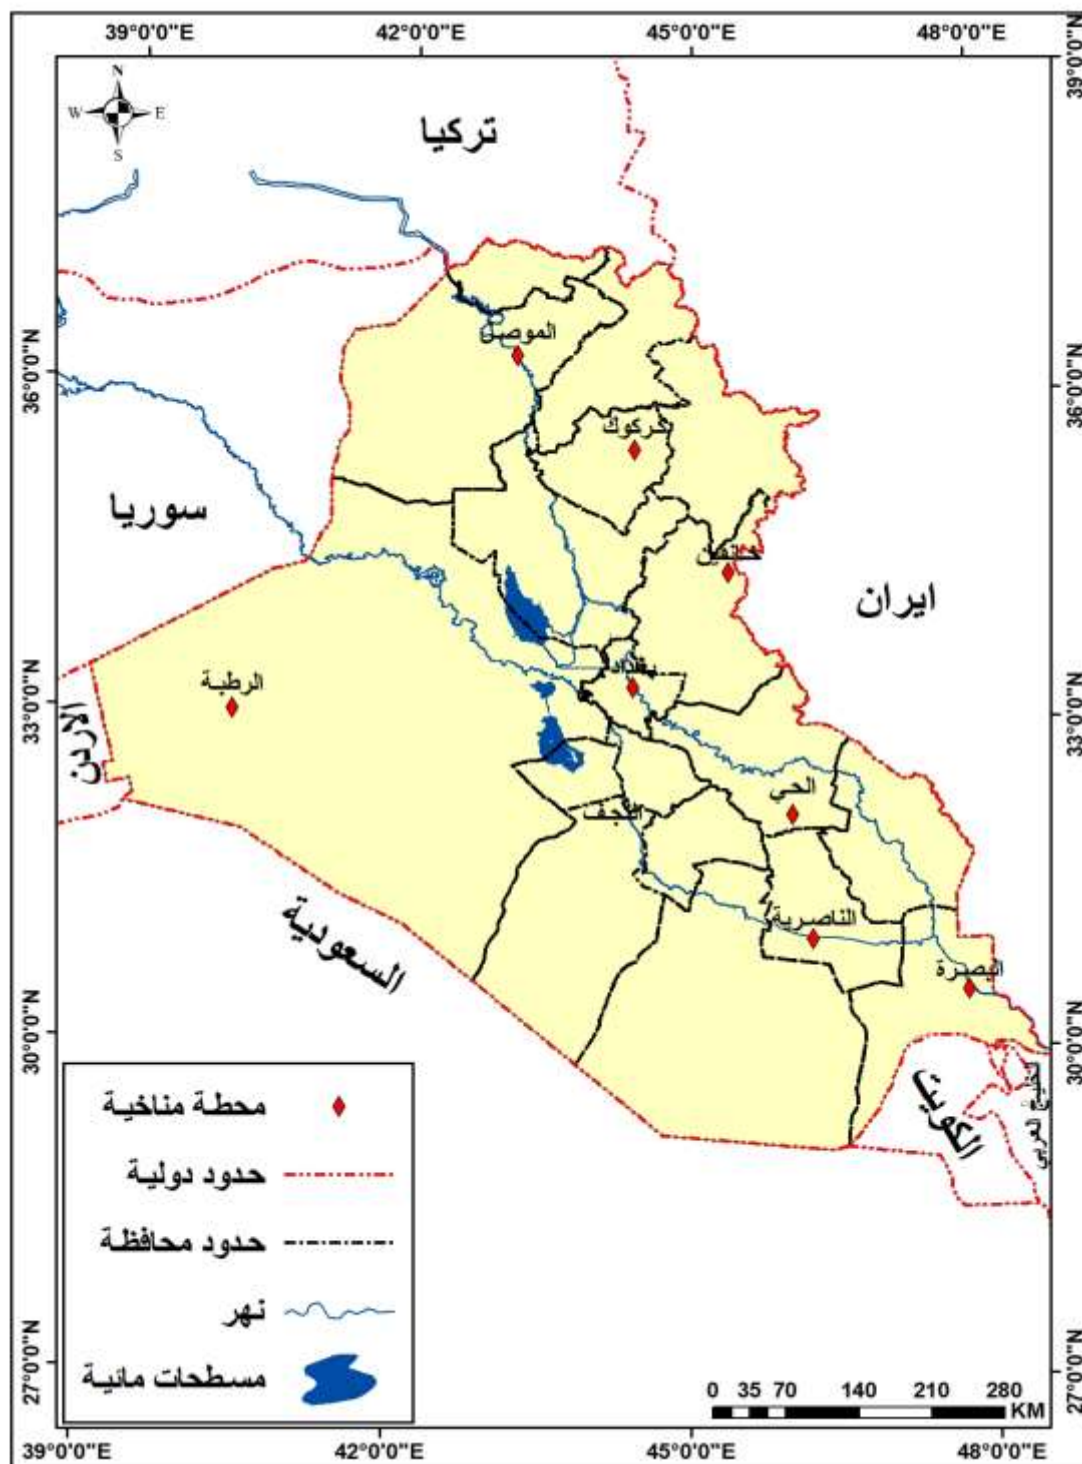 39°0'0"E 42°0'0"E 45°0'0"E 48°0'0"E
39°0'0"N
N
W E
S
تركيا
الموصل
36°0'0"N 36°0'0"N
كركوك
سوريا
خانقين
ايران
بغداد
الرطبة
33°0'0"N 33°0'0"N
الاردن
الحي
النجف
السعودية
الناصرية
البصرة
30°0'0"N 30°0'0"N
الكويت
الخليج العربي
محطة مناخية
حدود دولية
حدود محافظة
نهر
مسطحات مائية
27°0'0"N 27°0'0"N
0 35 70 140 210 280
KM
39°0'0"E 42°0'0"E 45°0'0"E 48°0'0"E